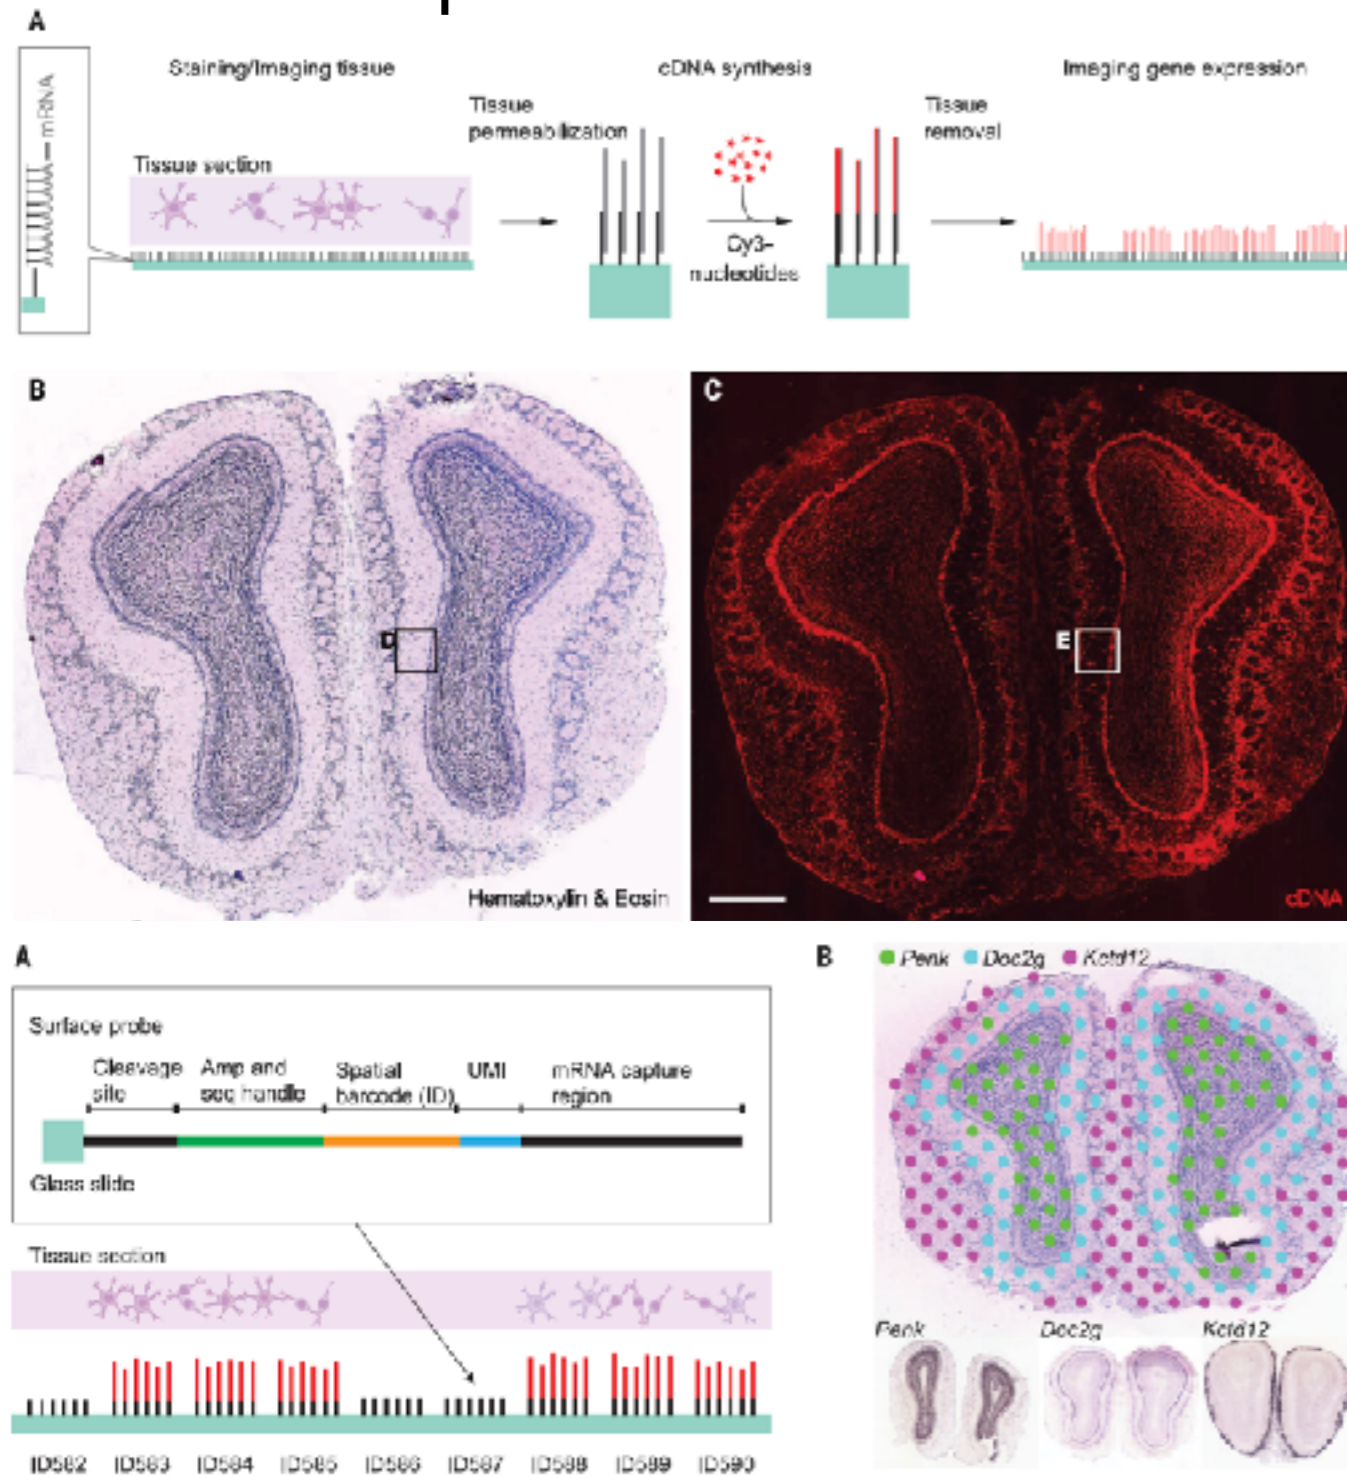 A
Staining/Imaging tissue
cDNA synthesis
Imaging gene expression
mRNA
Tissue section
Tissue
permeabilization
Cy3-
nucleotides
Tissue
removal
B
D
Hematoxylin & Eosin
C
E
cDNA
A
Surface probe
Cleavage
site
Amp and
seq handle
Spatial
barcode (ID)
UMI
mRNA capture
region
Glass slide
Tissue section
ID582 ID583 ID584 ID585 ID586 ID587 ID588 ID589 ID590
B
Penk Doc2g Kctd12
Penk Doc2g Kctd12